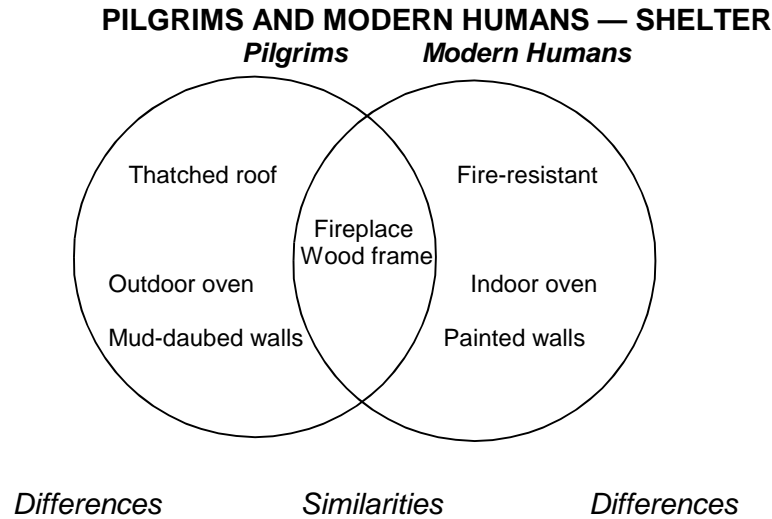 PILGRIMS AND MODERN HUMANS — SHELTER
Pilgrims Modern Humans
Thatched roof Fire-resistant
Fireplace
Wood frame
Outdoor oven Indoor oven
Mud-daubed walls Painted walls
Differences Similarities Differences